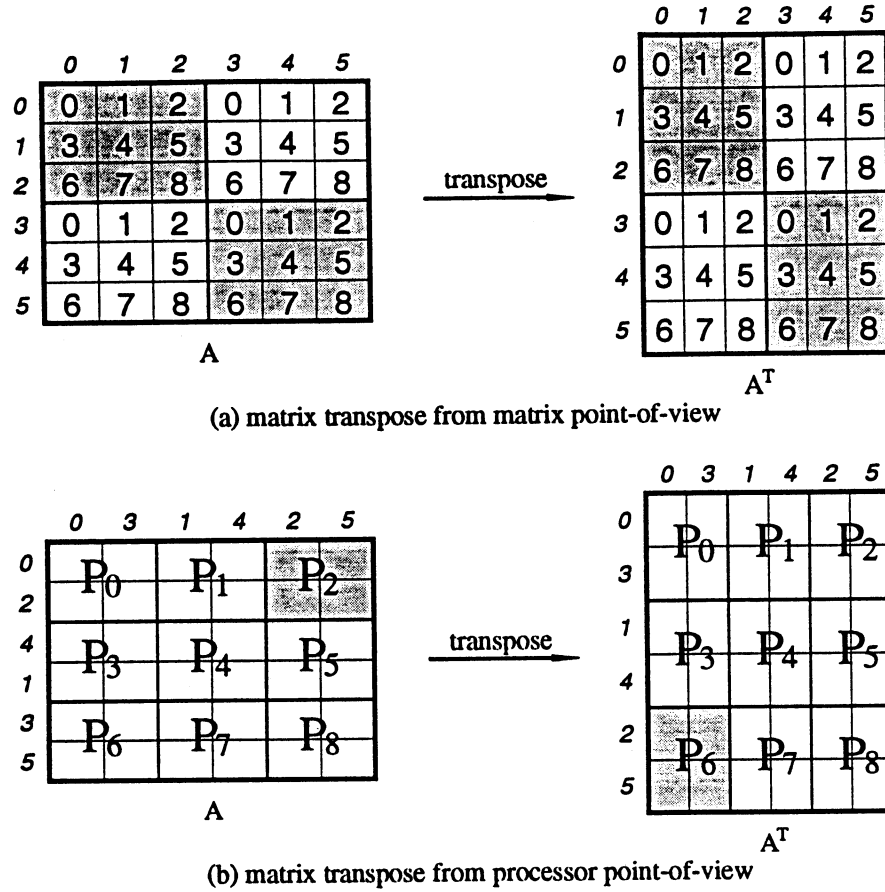 0 1 2 3 4 5
0 0 1 2 0 1 2
1 3 4 5 3 4 5
2 6 7 8 6 7 8
3 0 1 2 0 1 2
4 3 4 5 3 4 5
5 6 7 8 6 7 8
A
transpose
0 1 2 3 4 5
0 0 1 2 0 1 2
1 3 4 5 3 4 5
2 6 7 8 6 7 8
3 0 1 2 0 1 2
4 3 4 5 3 4 5
5 6 7 8 6 7 8
A^T
(a) matrix transpose from matrix point-of-view
0 3 1 4 2 5
0
P0 P1 P2
2
4
P3 P4 P5
1
3
P6 P7 P8
5
A
transpose
0 3 1 4 2 5
0
P0 P1 P2
3
1
P3 P4 P5
4
2
P6 P7 P8
5
A^T
(b) matrix transpose from processor point-of-view